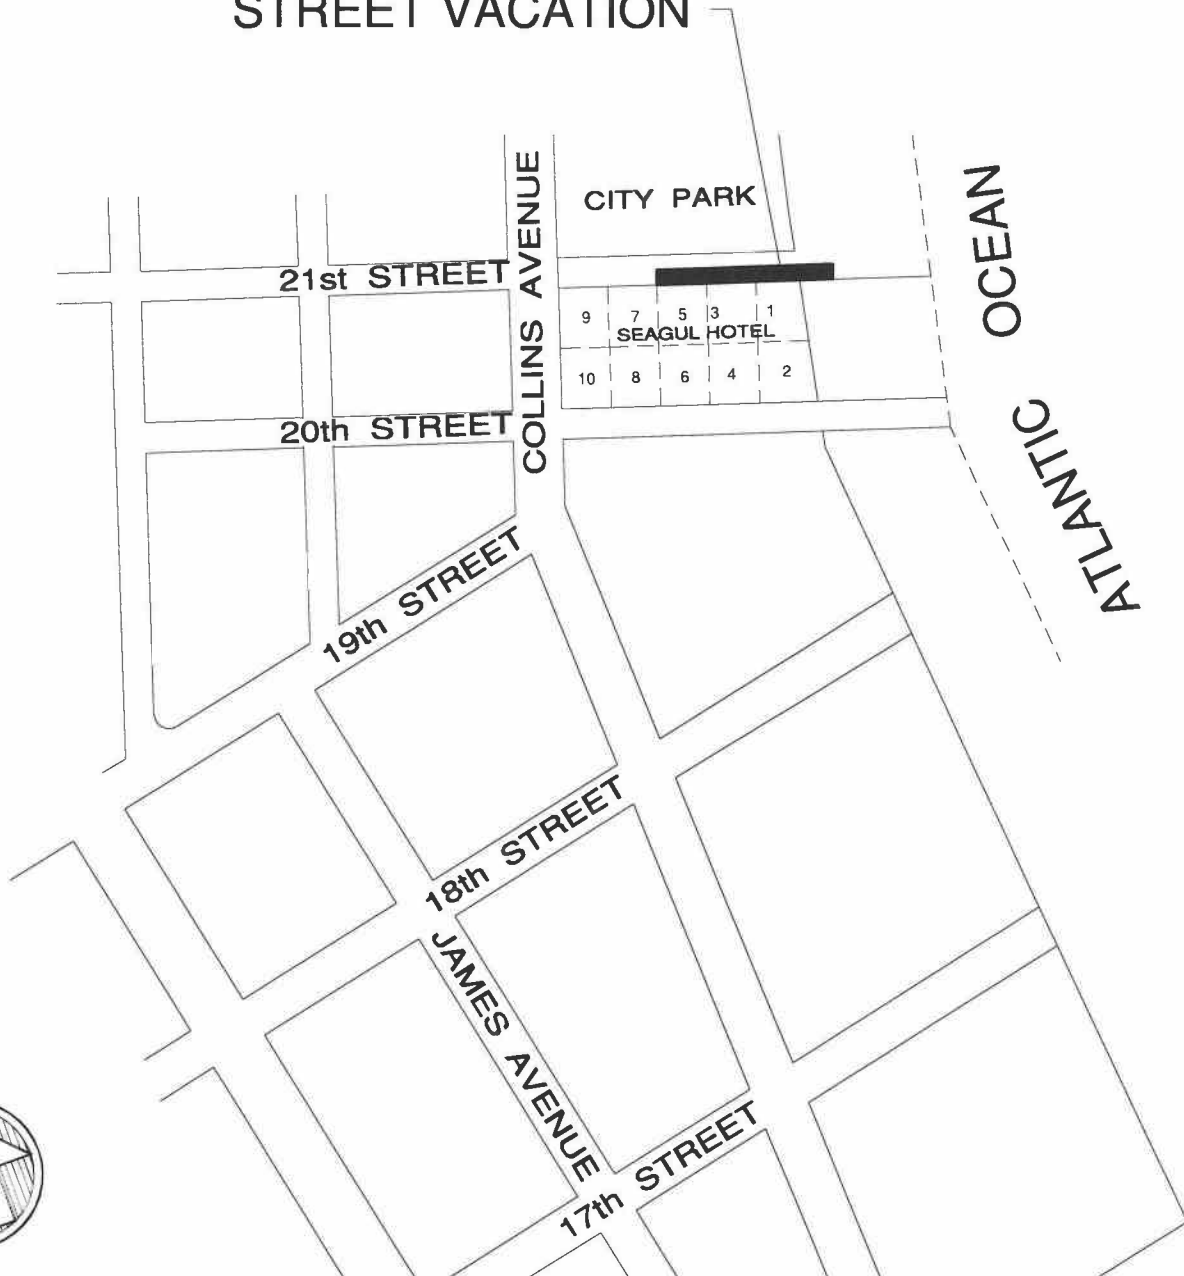 STREET VACATION
CITY PARK
COLLINS AVENUE
ATLANTIC OCEAN
21st STREET
9 7 5 3 1
SEAGUL HOTEL
10 8 6 4 2
20th STREET
19th STREET
18th STREET
JAMES AVENUE
17th STREET